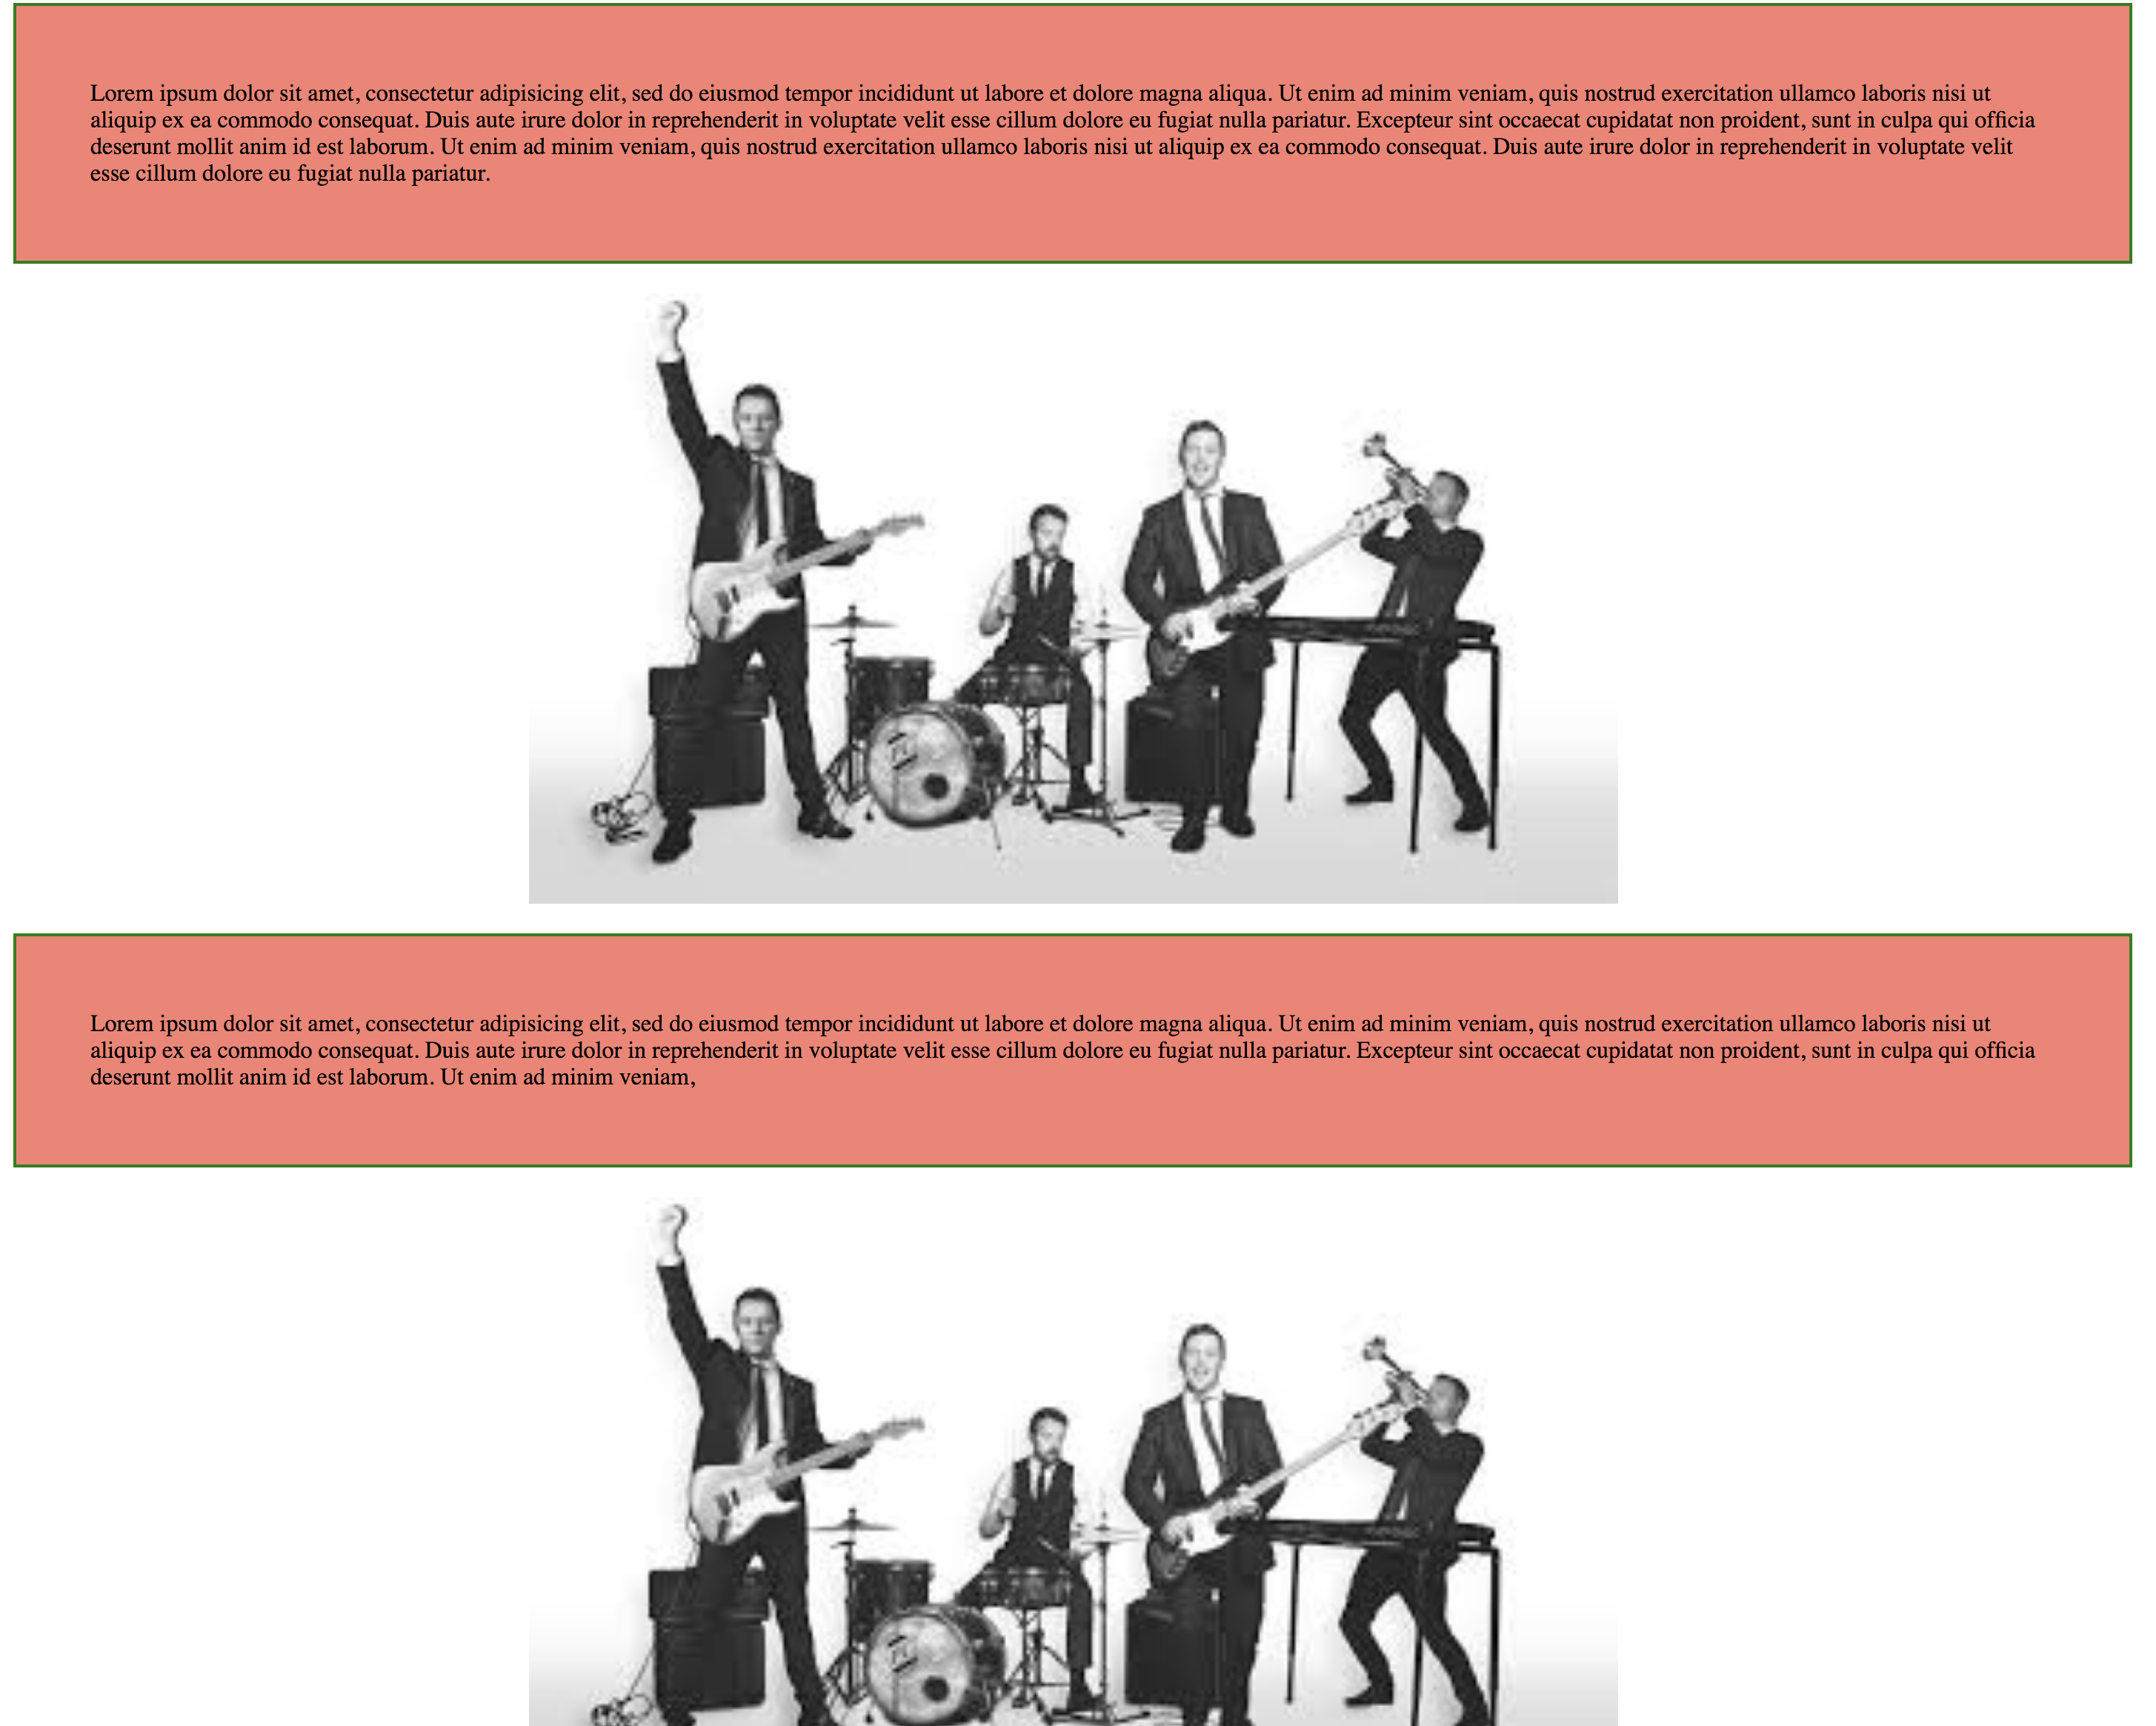 Lorem ipsum dolor sit amet, consectetur adipisicing elit, sed do eiusmod tempor incididunt ut labore et dolore magna aliqua. Ut enim ad minim veniam, quis nostrud exercitation ullamco laboris nisi ut
aliquip ex ea commodo consequat. Duis aute irure dolor in reprehenderit in voluptate velit esse cillum dolore eu fugiat nulla pariatur. Excepteur sint occaecat cupidatat non proident, sunt in culpa qui officia
deserunt mollit anim id est laborum. Ut enim ad minim veniam, quis nostrud exercitation ullamco laboris nisi ut aliquip ex ea commodo consequat. Duis aute irure dolor in reprehenderit in voluptate velit
esse cillum dolore eu fugiat nulla pariatur.
Lorem ipsum dolor sit amet, consectetur adipisicing elit, sed do eiusmod tempor incididunt ut labore et dolore magna aliqua. Ut enim ad minim veniam, quis nostrud exercitation ullamco laboris nisi ut
aliquip ex ea commodo consequat. Duis aute irure dolor in reprehenderit in voluptate velit esse cillum dolore eu fugiat nulla pariatur. Excepteur sint occaecat cupidatat non proident, sunt in culpa qui officia
deserunt mollit anim id est laborum. Ut enim ad minim veniam,